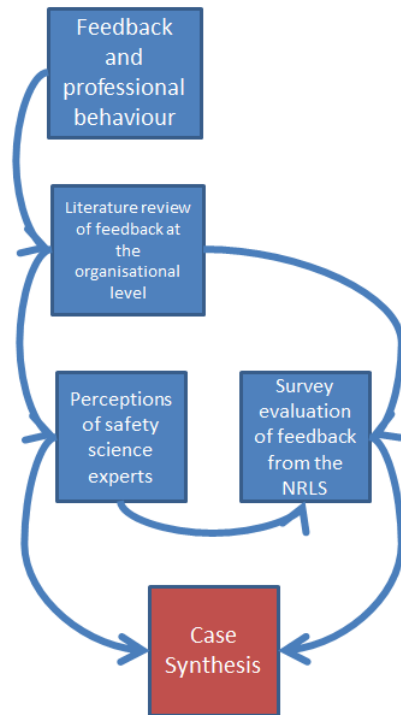 Feedback
and
professional
behaviour
Literature review
of feedback at
the
organisational
level
Perceptions
of safety
science
experts
Survey
evaluation
of feedback
from the
NRLS
Case
Synthesis